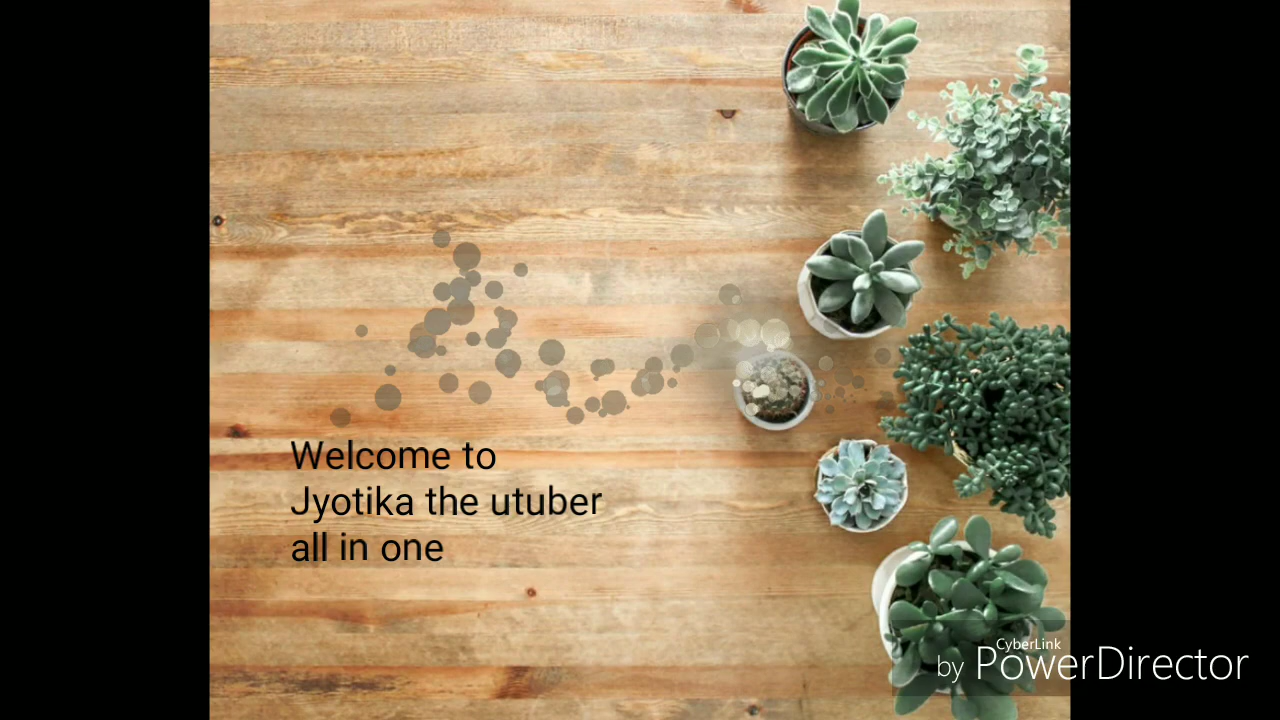 Welcome to
Jyotika the utuber
all in one
CyberLink
by PowerDirector